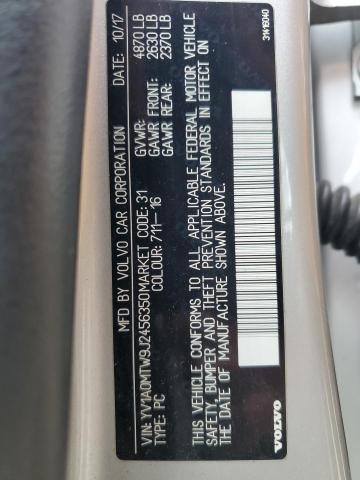 MFD BY VOLVO CAR CORPORATION 10/17
GVWR: 4870 LB
GAWR FRONT: 2630 LB
GAWR REAR: 2370 LB
VIN: YV1A0MTW9J2456350 MARKET CODE: 31
TYPE: PC COLOUR: 711-16
THIS VEHICLE CONFORMS TO ALL APPLICABLE FEDERAL MOTOR VEHICLE
SAFETY, BUMPER AND THEFT PREVENTION STANDARDS IN EFFECT ON
THE DATE OF MANUFACTURE SHOWN ABOVE.
VOLVO
31416040